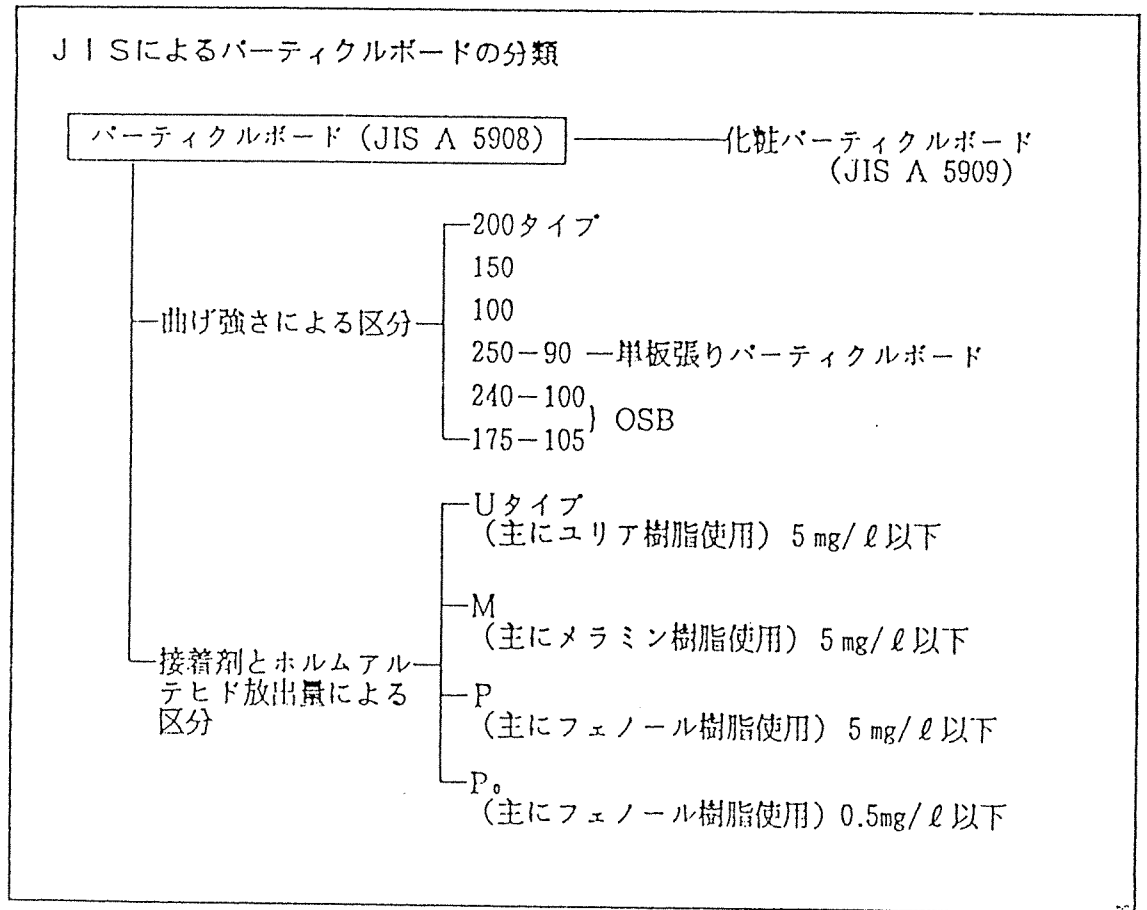 JISによるパーティクルボードの分類
パーティクルボード (JIS A 5908)
化粧パーティクルボード
(JIS A 5909)
200タイプ
150
100
曲げ強さによる区分
250-90
単板張りパーティクルボード
240-100
175-105
} OSB
Uタイプ
(主にユリア樹脂使用) 5mg/ℓ以下
M
(主にメラミン樹脂使用) 5mg/ℓ以下
接着剤とホルムアル
テヒド放出量による
区分
P
(主にフェノール樹脂使用) 5mg/ℓ以下
P₀
(主にフェノール樹脂使用) 0.5mg/ℓ以下